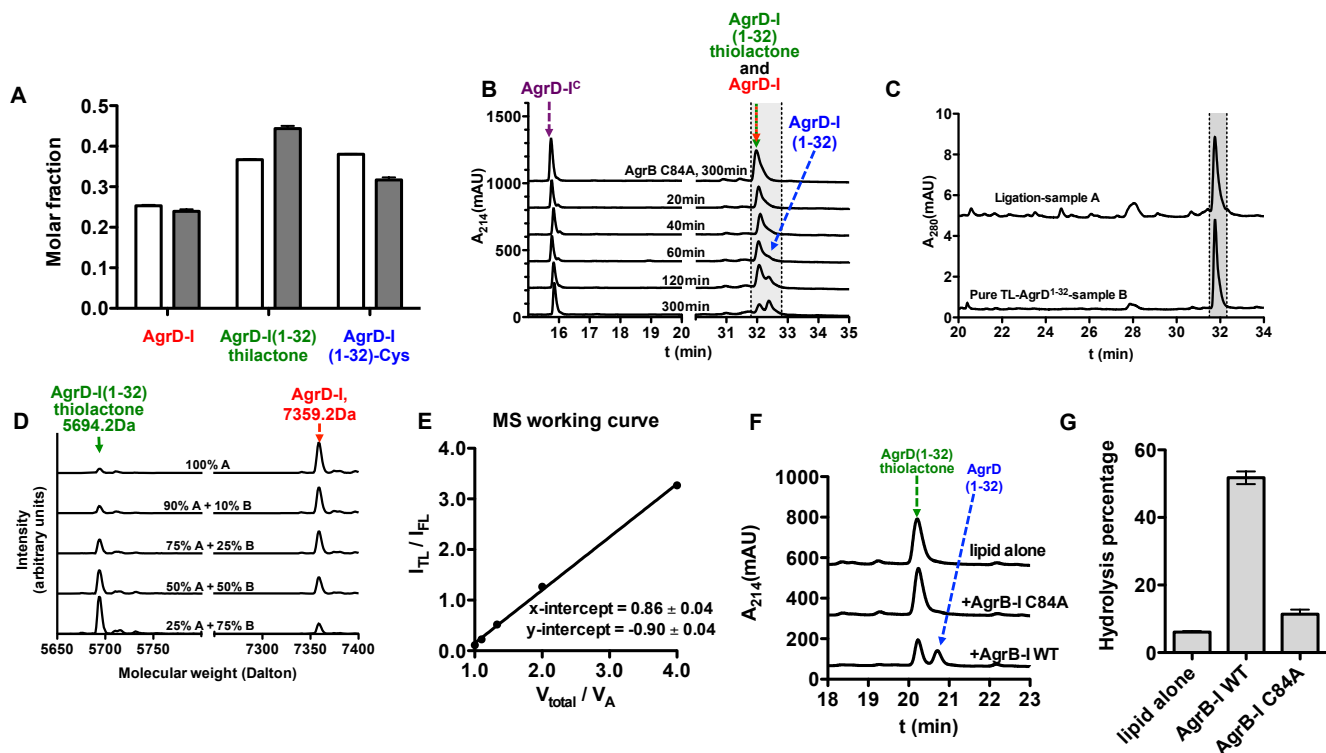 A
Molar fraction
0.5
0.4
0.3
0.2
0.1
0.0
AgrD-I
AgrD-I(1-32)
thilactone
AgrD-I
(1-32)-Cys
B
AgrD-I
(1-32)
thiolactone
and
AgrD-I
AgrD-Iᶜ
AgrD-I
(1-32)
A₂₁₄(mAU)
1500
1000
500
0
AgrB C84A, 300min
20min
40min
60min
120min
300min
15 16 17 18 19 20 31 32 33 34 35
t (min)
C
A₂₈₀(mAU)
10
8
6
4
2
0
Ligation-sample A
Pure TL-AgrD¹⁻³²-sample B
20 22 24 26 28 30 32 34
t (min)
D
AgrD-I(1-32)
thiolactone
5694.2Da
AgrD-I,
7359.2Da
Intensity
(arbitrary units)
100% A
90% A + 10% B
75% A + 25% B
50% A + 50% B
25% A + 75% B
5650 5700 5750 7300 7350 7400
Molecular weight (Dalton)
E
MS working curve
I_TL / I_FL
4.0
3.0
2.0
1.0
0.0
x-intercept = 0.86 ± 0.04
y-intercept = -0.90 ± 0.04
1.0 2.0 3.0 4.0
V_total / V_A
F
AgrD(1-32)
thiolactone
AgrD
(1-32)
A₂₁₄(mAU)
1000
800
600
400
200
0
lipid alone
+AgrB-I C84A
+AgrB-I WT
18 19 20 21 22 23
t (min)
G
Hydrolysis percentage
60
40
20
0
lipid alone
AgrB-I WT
AgrB-I C84A